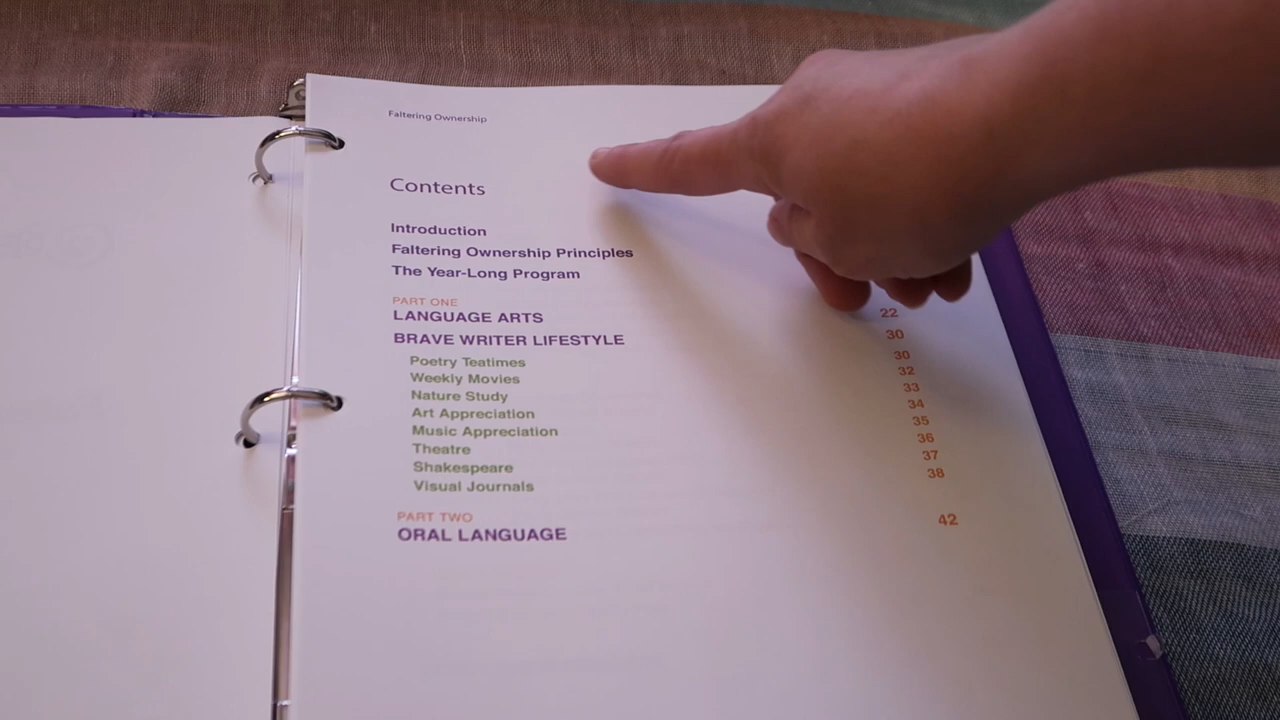 Faltering Ownership
Contents
Introduction
Faltering Ownership Principles
The Year-Long Program
PART ONE
LANGUAGE ARTS 22
BRAVE WRITER LIFESTYLE 30
Poetry Teatimes 30
Weekly Movies 32
Nature Study 33
Art Appreciation 34
Music Appreciation 35
Theatre 36
Shakespeare 37
Visual Journals 38
PART TWO
ORAL LANGUAGE 42